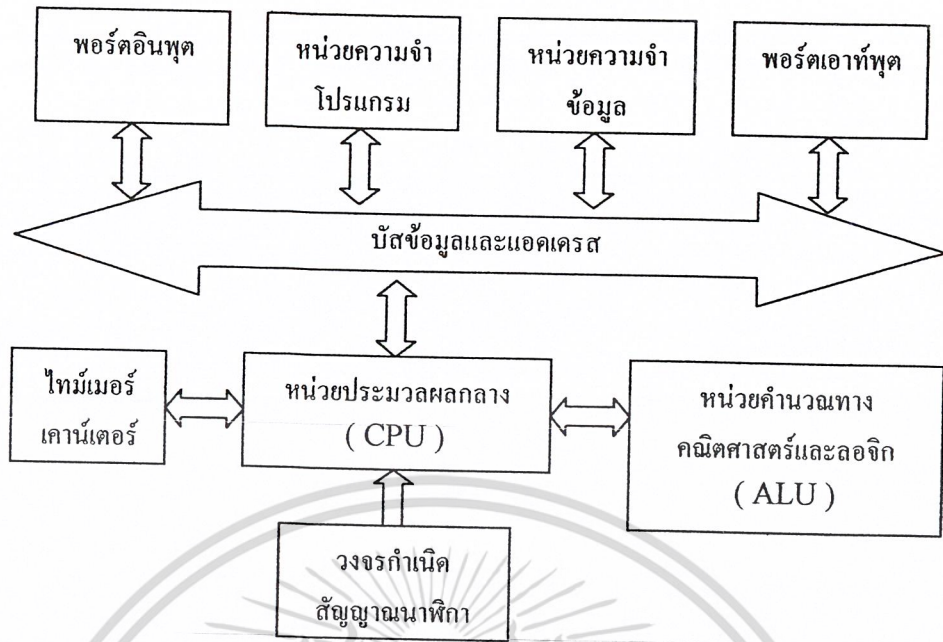 พอร์ตอินพุต
หน่วยความจำ
โปรแกรม
หน่วยความจำ
ข้อมูล
พอร์ตเอาท์พุต
บัสข้อมูลและแอดเดรส
ไทม์เมอร์
เคาน์เตอร์
หน่วยประมวลผลกลาง
( CPU )
หน่วยคำนวณทาง
คณิตศาสตร์และลอจิก
( ALU )
วงจรกำเนิด
สัญญาณนาฬิกา